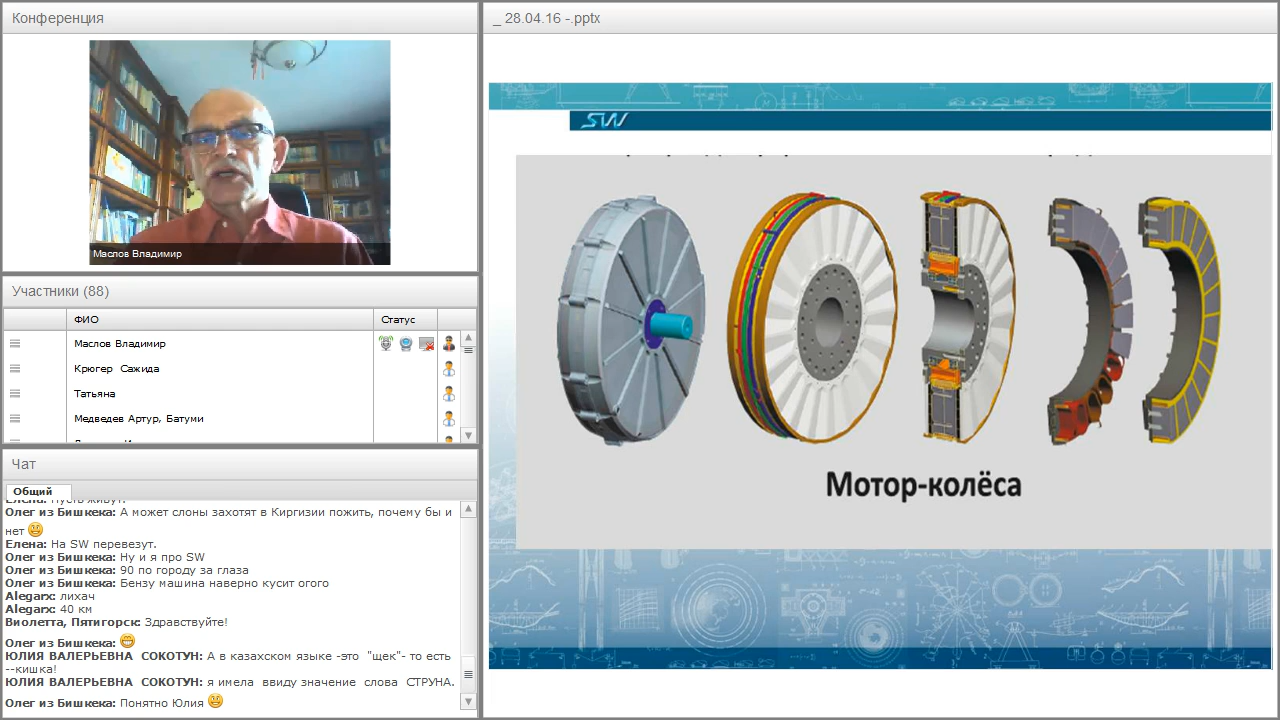 Конференция
Маслов Владимир
Участники (88)
ФИО
Статус
Маслов Владимир
Крюгер Сажида
Татьяна
Медведев Артур, Батуми
Чат
Общий
Елена: Пусть живут.
Олег из Бишкека: А может слоны захотят в Киргизии пожить, почему бы и
нет
Елена: На SW перевезут.
Олег из Бишкека: Ну и я про SW
Олег из Бишкека: 90 по городу за глаза
Олег из Бишкека: Бензу машина наверно кусит огого
Alegarx: лихач
Alegarx: 40 км
Виолетта, Пятигорск: Здравствуйте!
Олег из Бишкека:
ЮЛИЯ ВАЛЕРЬЕВНА СОКОТУН: А в казахском языке -это "щек"- то есть
--кишка!
ЮЛИЯ ВАЛЕРЬЕВНА СОКОТУН: я имела ввиду значение слова СТРУНА.
Олег из Бишкека: Понятно Юлия
_ 28.04.16 -.pptx
SW
Мотор-колёса